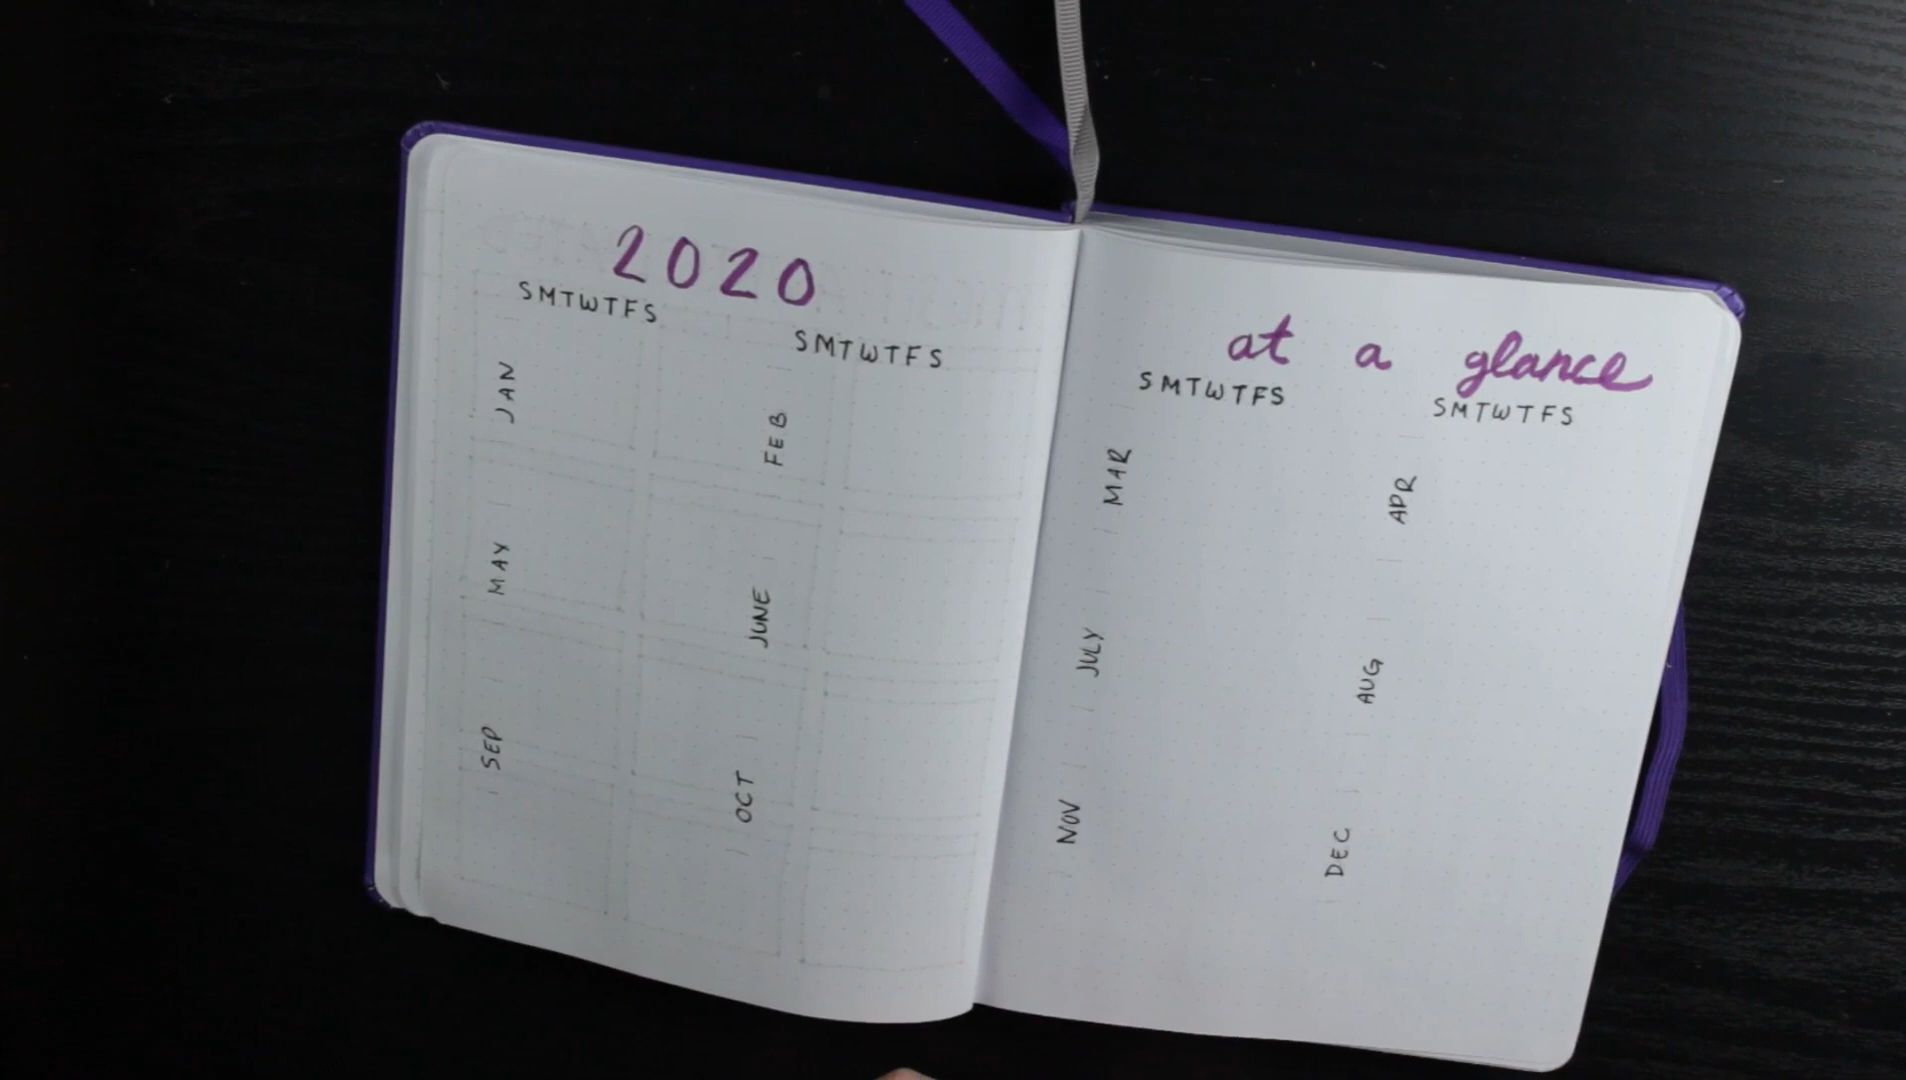 2020
SMTWTFS
SMTWTFS
JAN
FEB
MAY
JUNE
SEP
OCT
at a glance
SMTWTFS
SMTWTFS
MAR
APR
JULY
AUG
NOV
DEC